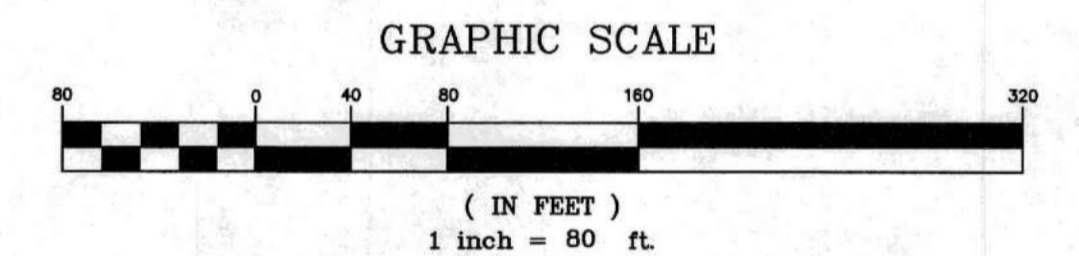 GRAPHIC SCALE
80 0 40 80 160 320
( IN FEET )
1 inch = 80 ft.